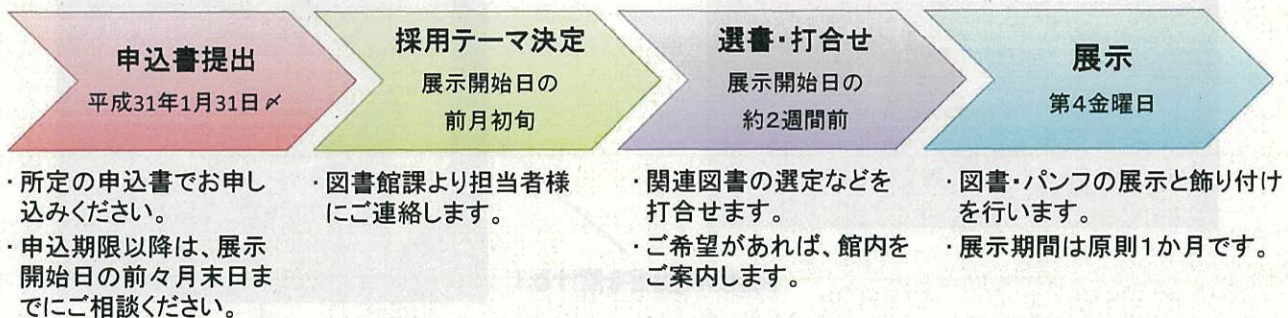 申込書提出
平成31年1月31日〆
採用テーマ決定
展示開始日の
前月初旬
選書・打合せ
展示開始日の
約2週間前
展示
第4金曜日
・所定の申込書でお申し
込みください。
・申込期限以降は、展示
開始日の前々月末日ま
でにご相談ください。
・図書館課より担当者様
にご連絡します。
・関連図書の選定などを
打合せます。
・ご希望があれば、館内を
ご案内します。
・図書・パンフの展示と飾り付け
を行います。
・展示期間は原則1か月です。